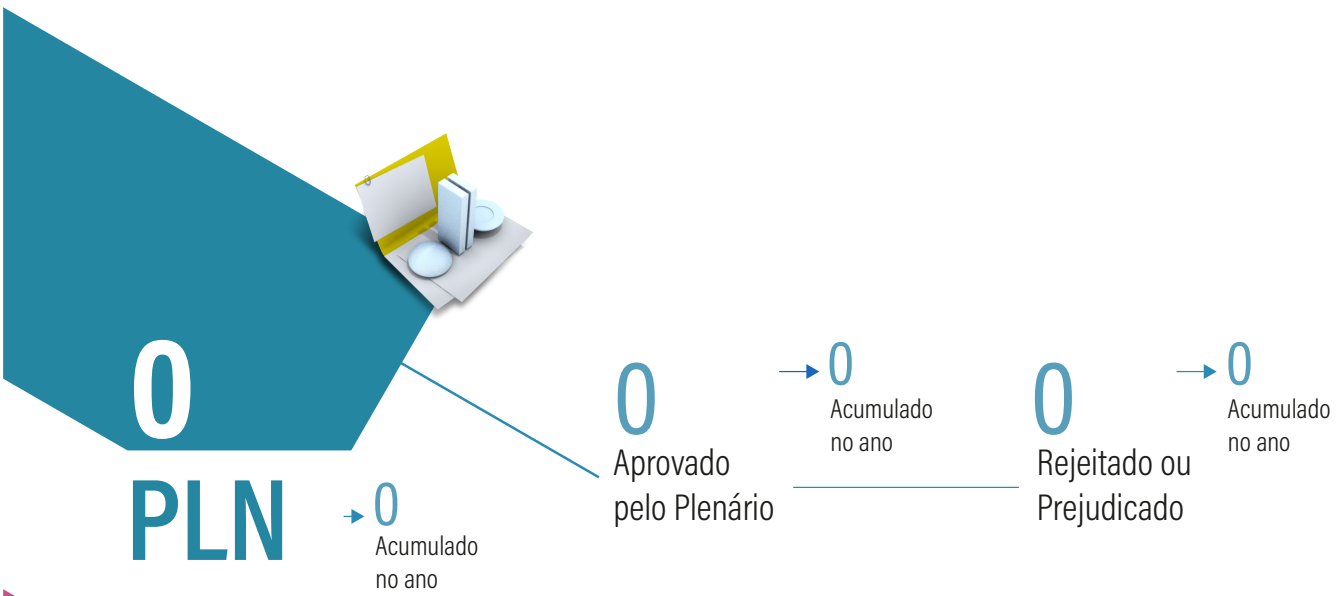 0
PLN
0
Acumulado
no ano
0
Aprovado
pelo Plenário
0
Acumulado
no ano
0
Rejeitado ou
Prejudicado
0
Acumulado
no ano